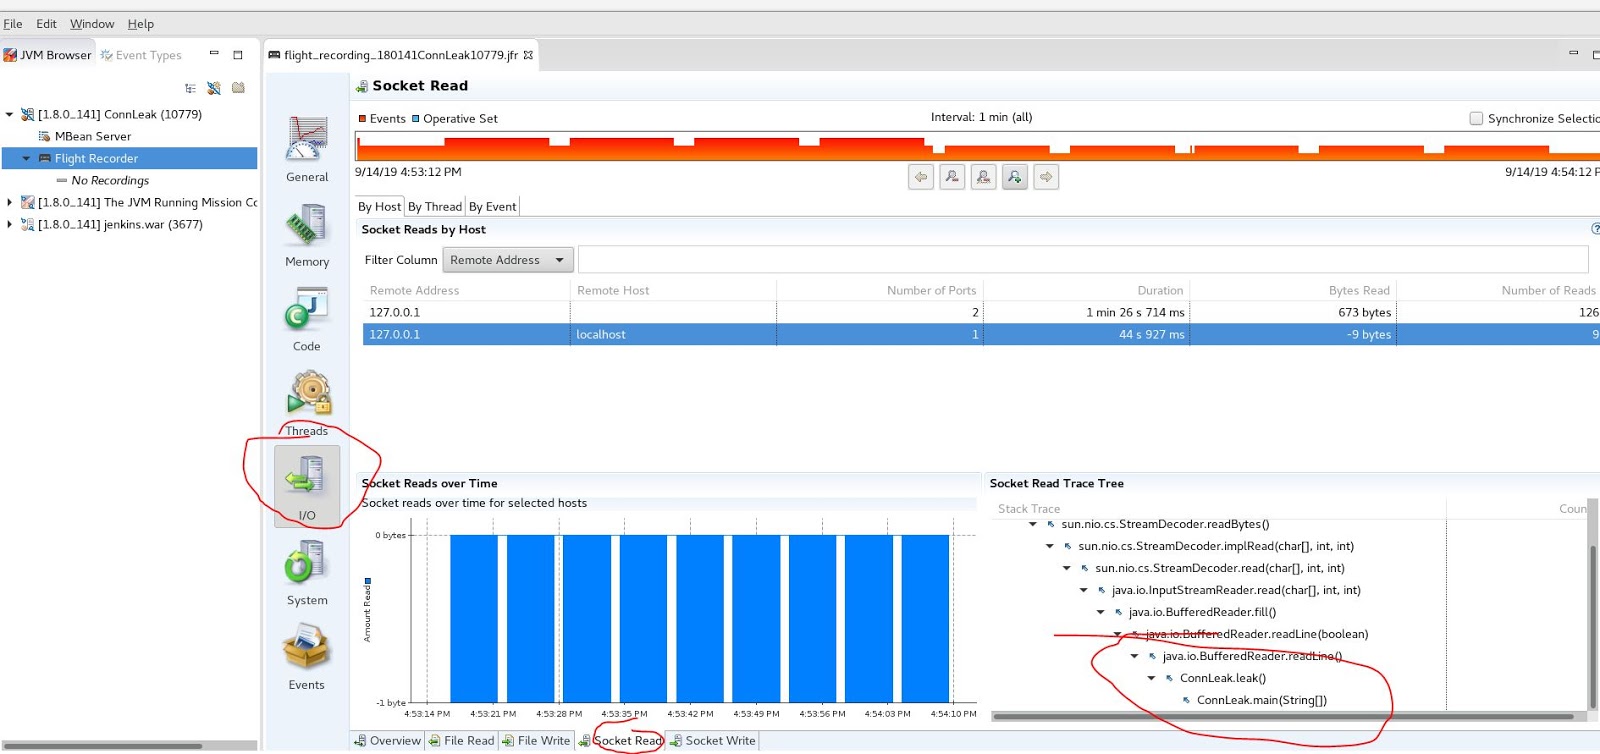 File Edit Window Help
JVM Browser Event Types
flight_recording_180141ConnLeak10779.jfr
[1.8.0_141] ConnLeak (10779)
MBean Server
Flight Recorder
No Recordings
[1.8.0_141] The JVM Running Mission Co
[1.8.0_141] jenkins.war (3677)
General
Memory
Code
Threads
I/O
System
Events
Socket Read
Events Operative Set Interval: 1 min (all) Synchronize Selectio
9/14/19 4:53:12 PM 9/14/19 4:54:12 P
By Host By Thread By Event
Socket Reads by Host
Filter Column Remote Address
Remote Address Remote Host Number of Ports Duration Bytes Read Number of Reads
127.0.0.1 2 1 min 26 s 714 ms 673 bytes 126
127.0.0.1 localhost 1 44 s 927 ms -9 bytes 9
Socket Reads over Time
Socket reads over time for selected hosts
0 bytes
Amount Read
-1 byte
4:53:14 PM 4:53:21 PM 4:53:28 PM 4:53:35 PM 4:53:42 PM 4:53:49 PM 4:53:56 PM 4:54:03 PM 4:54:10 PM
Socket Read Trace Tree
Stack Trace Coun
sun.nio.cs.StreamDecoder.readBytes()
sun.nio.cs.StreamDecoder.implRead(char[], int, int)
sun.nio.cs.StreamDecoder.read(char[], int, int)
java.io.InputStreamReader.read(char[], int, int)
java.io.BufferedReader.fill()
java.io.BufferedReader.readLine(boolean)
java.io.BufferedReader.readLine()
ConnLeak.leak()
ConnLeak.main(String[])
Overview File Read File Write Socket Read Socket Write